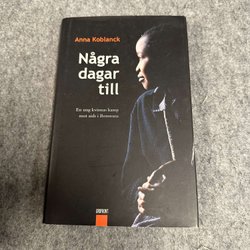 Anna Koblanck
Några
dagar
till
En ung kvinnas kamp
mot aids i Botswana
ORDFRONT